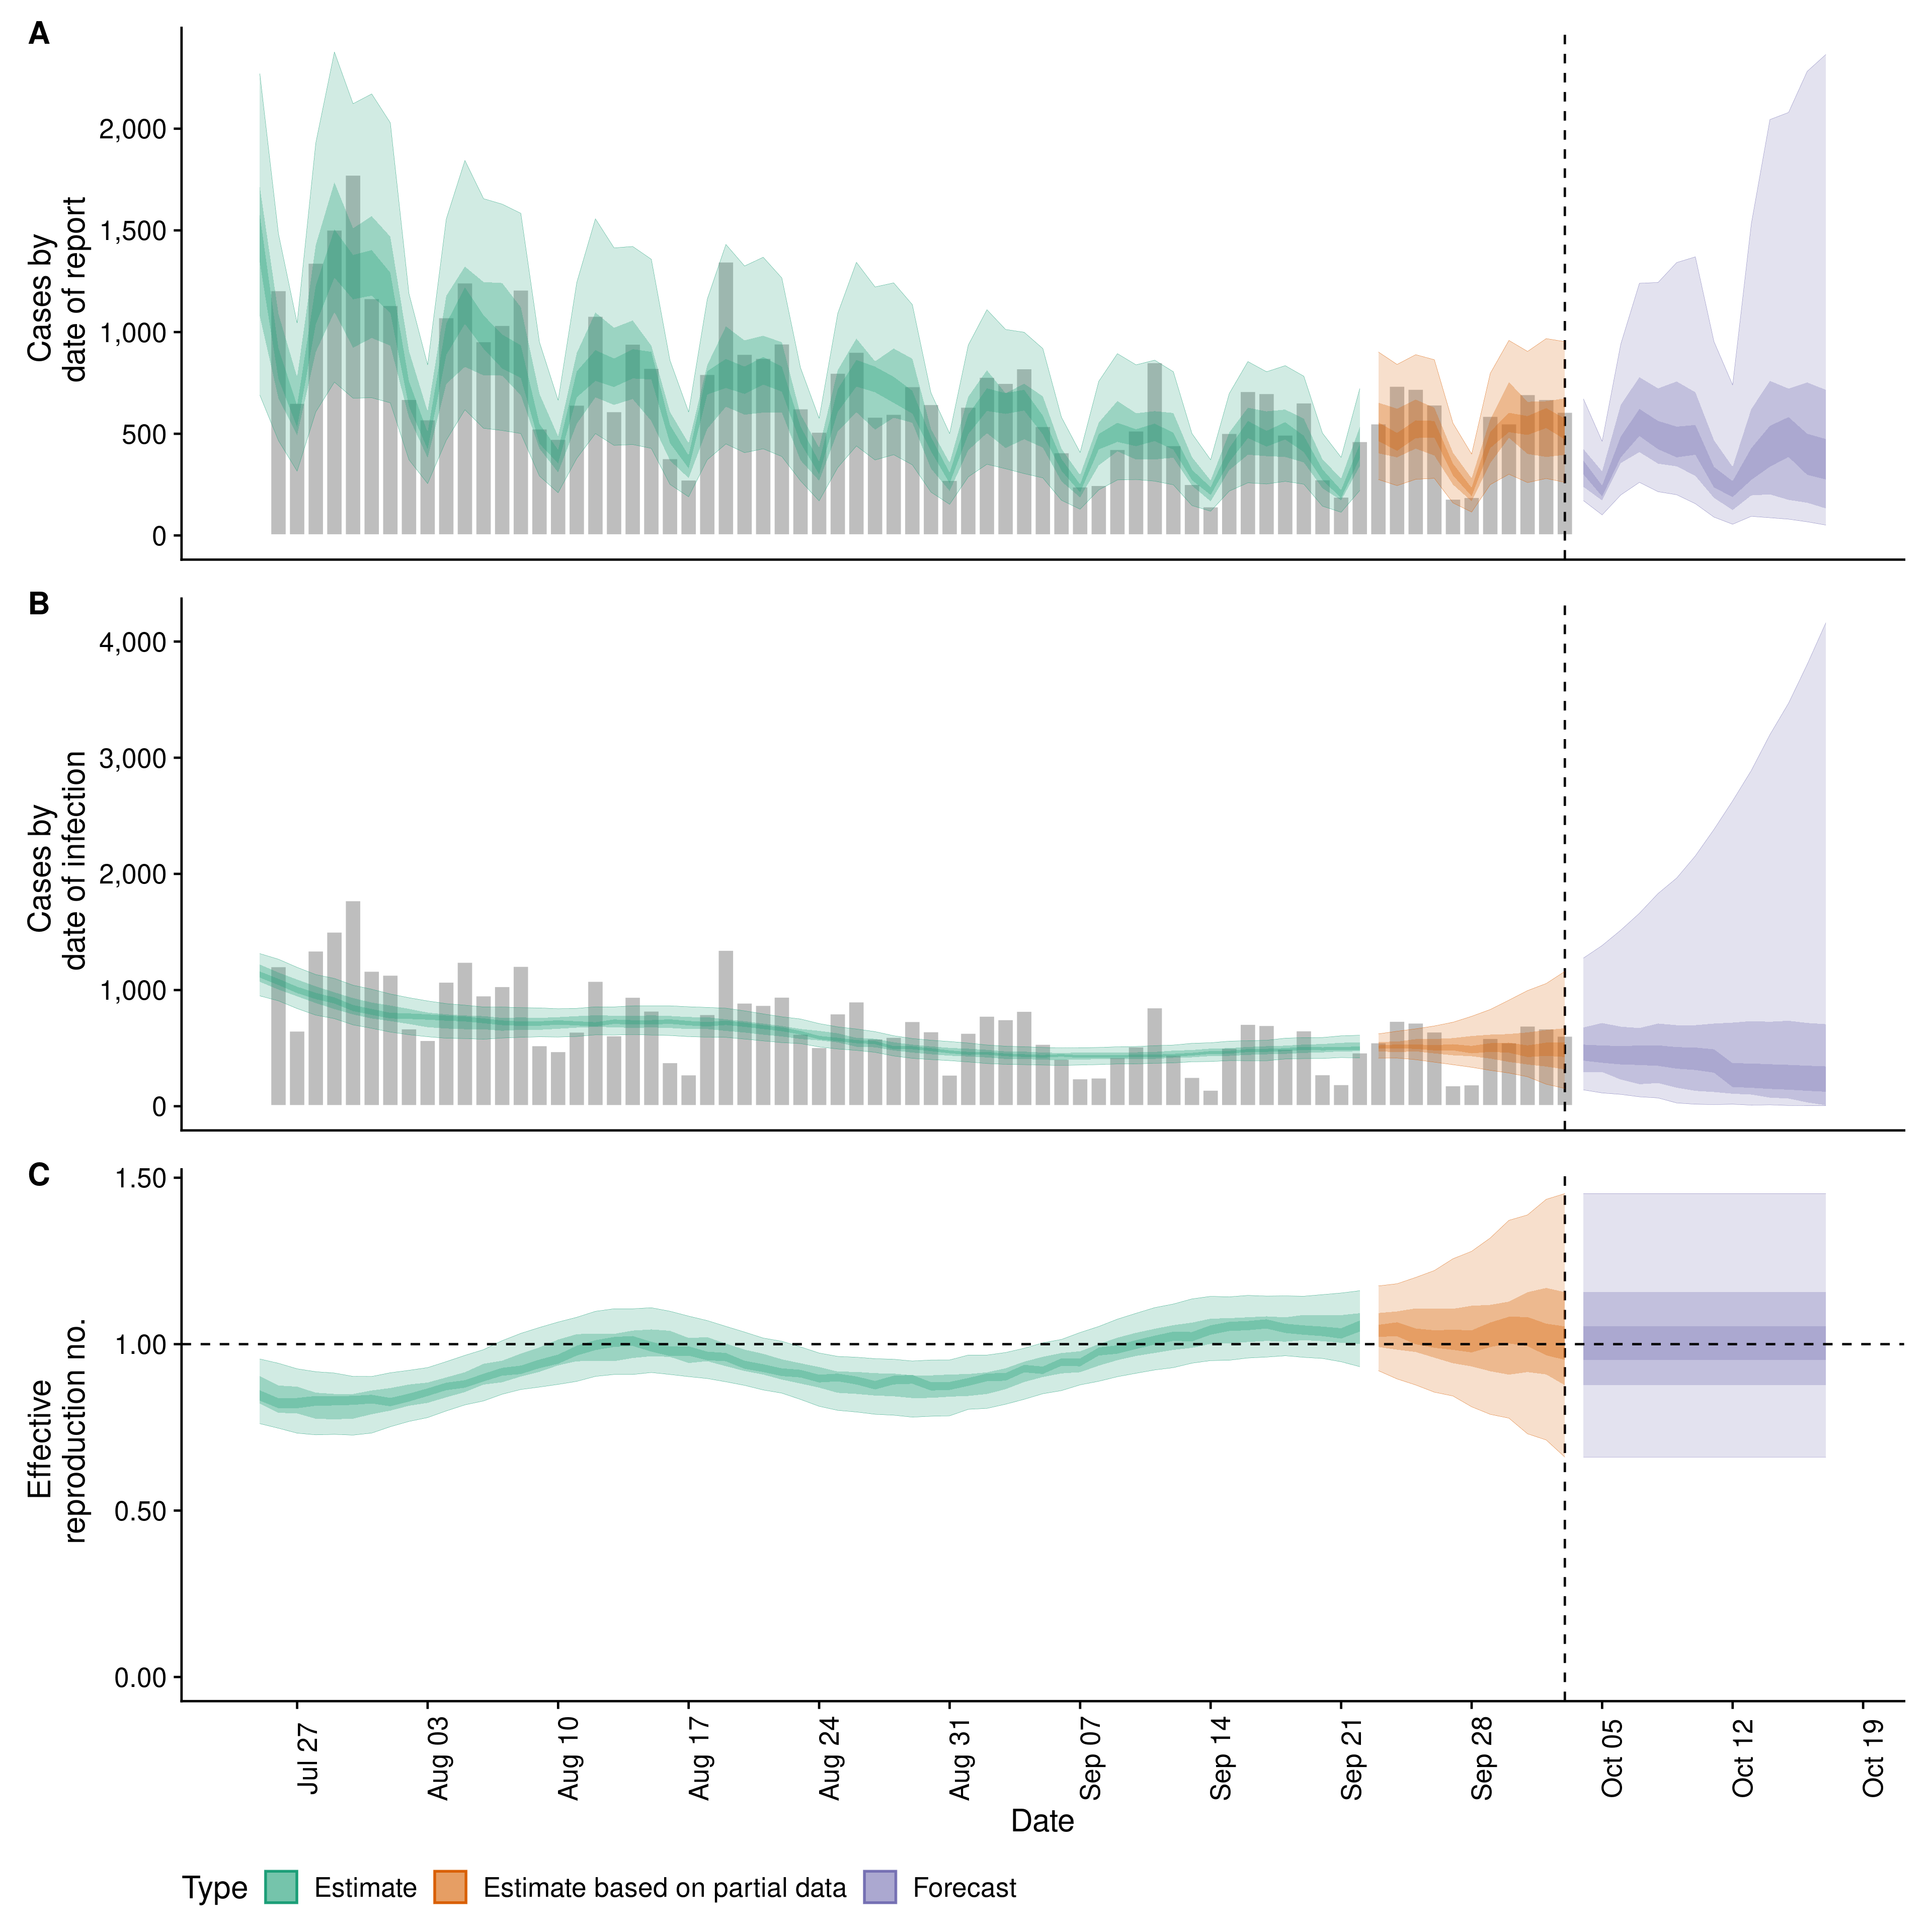 A
Cases by
date of report
2,000
1,500
1,000
500
0
B
Cases by
date of infection
4,000
3,000
2,000
1,000
0
C
Effective
reproduction no.
1.50
1.00
0.50
0.00
Jul 27
Aug 03
Aug 10
Aug 17
Aug 24
Aug 31
Sep 07
Sep 14
Sep 21
Sep 28
Oct 05
Oct 12
Oct 19
Date
Type Estimate Estimate based on partial data Forecast